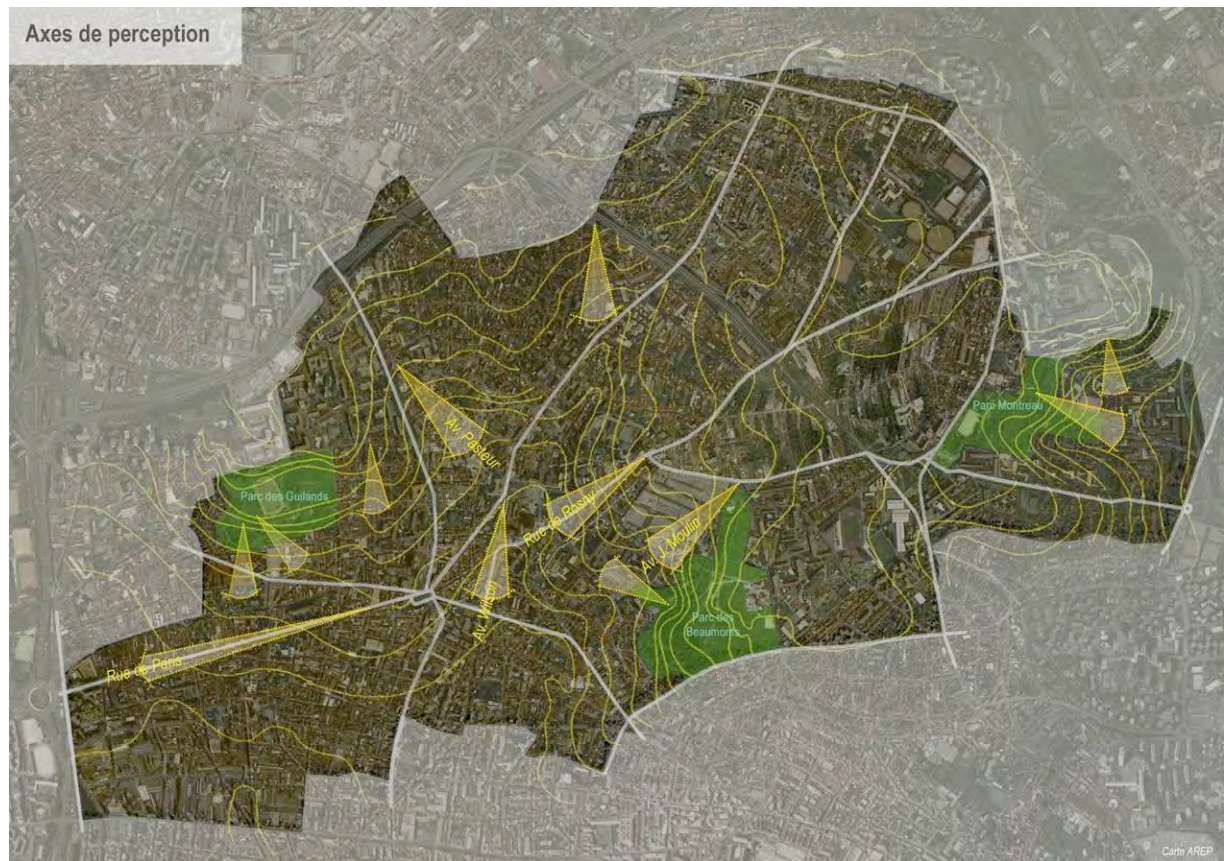 Axes de perception
Parc Montreau
Av. Pasteur
Parc des Guilands
Rue de Rosny
Av. J. Moulin
Av. Wilson
Parc des
Beaumonts
Rue de Paris
Carte AREP